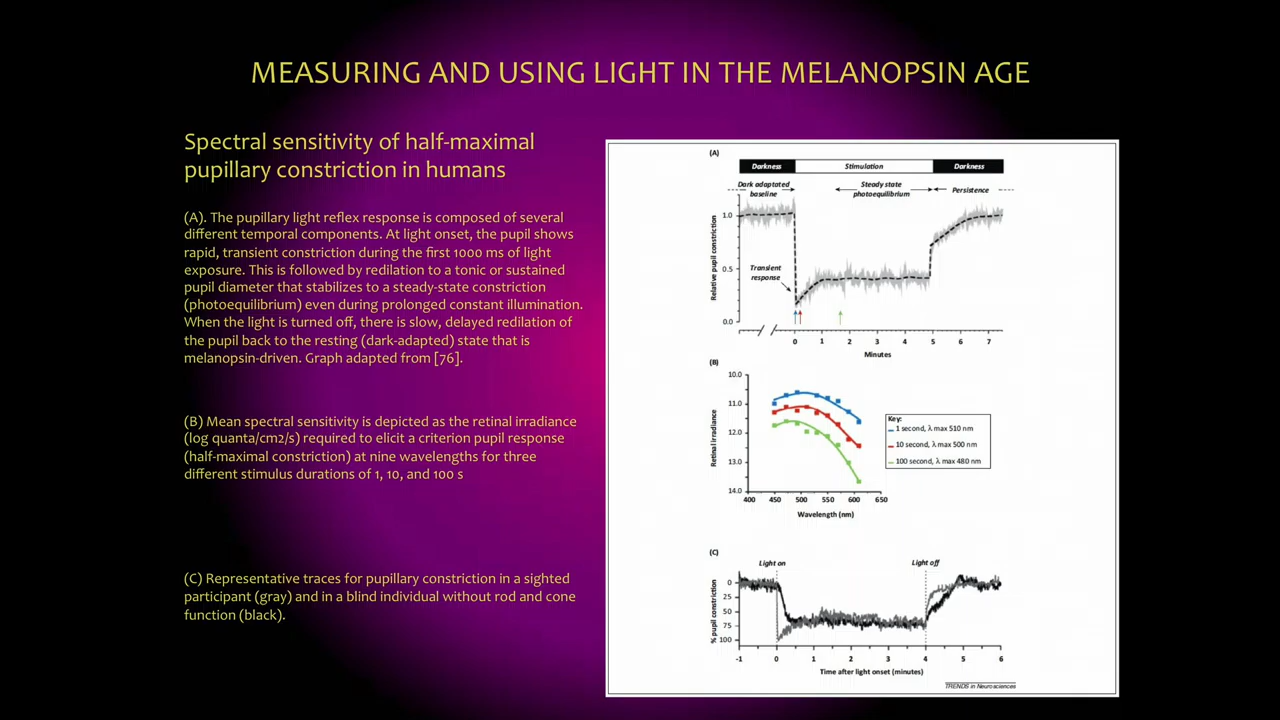 MEASURING AND USING LIGHT IN THE MELANOPSIN AGE
Spectral sensitivity of half-maximal
pupillary constriction in humans
(A). The pupillary light reflex response is composed of several
different temporal components. At light onset, the pupil shows
rapid, transient constriction during the first 1000 ms of light
exposure. This is followed by redilation to a tonic or sustained
pupil diameter that stabilizes to a steady-state constriction
(photoequilibrium) even during prolonged constant illumination.
When the light is turned off, there is slow, delayed redilation of
the pupil back to the resting (dark-adapted) state that is
melanopsin-driven. Graph adapted from [76].
(B) Mean spectral sensitivity is depicted as the retinal irradiance
(log quanta/cm2/s) required to elicit a criterion pupil response
(half-maximal constriction) at nine wavelengths for three
different stimulus durations of 1, 10, and 100 s
(C) Representative traces for pupillary constriction in a sighted
participant (gray) and in a blind individual without rod and cone
function (black).
(A)
Darkness Stimulation Darkness
Dark adaptated
baseline
Steady state
photoequilibrium
Persistence
Relative pupil constriction
1.0
0.5
0.0
Transient
response
0 1 2 3 4 5 6 7
Minutes
(B)
Retinal irradiance
10.0
11.0
12.0
13.0
14.0
400 450 500 550 600 650
Wavelength (nm)
Key:
1 second, λ max 510 nm
10 second, λ max 500 nm
100 second, λ max 480 nm
(C)
Light on Light off
% pupil constriction
0
25
50
75
100
-1 0 1 2 3 4 5 6
Time after light onset (minutes)
TRENDS in Neurosciences